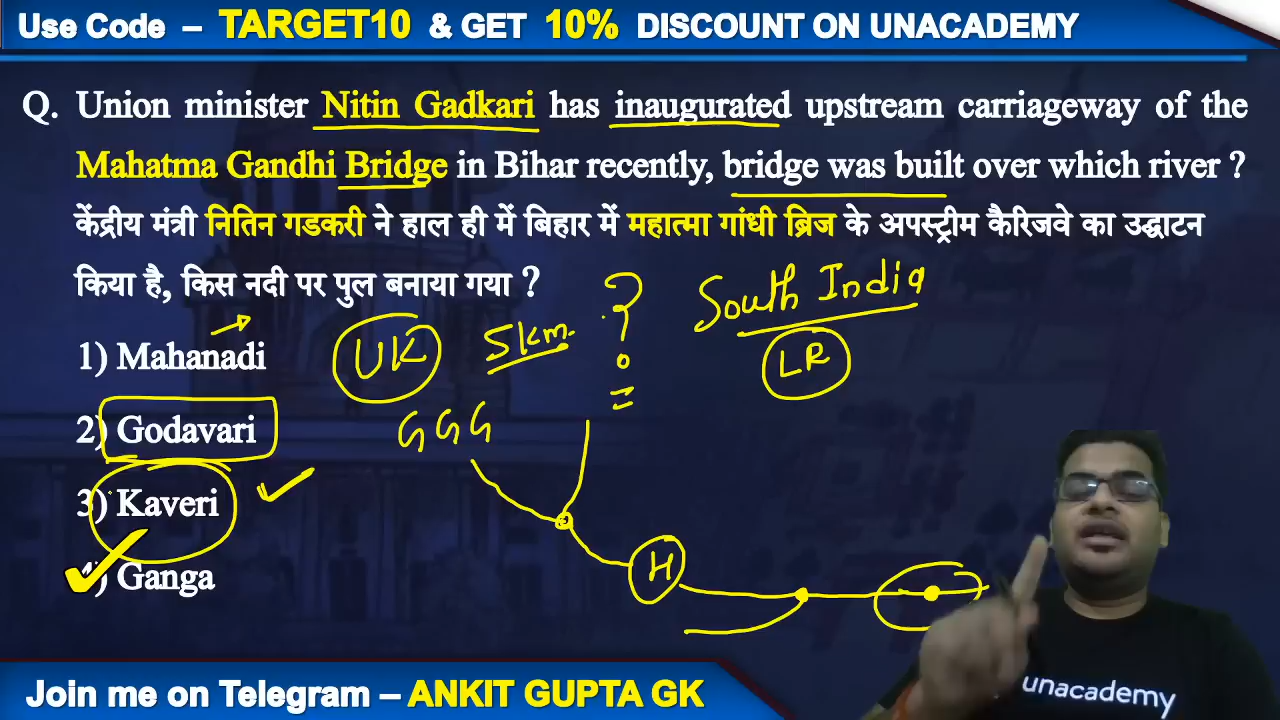 Use Code – TARGET10 & GET 10% DISCOUNT ON UNACADEMY
Q. Union minister Nitin Gadkari has inaugurated upstream carriageway of the
Mahatma Gandhi Bridge in Bihar recently, bridge was built over which river ?
केंद्रीय मंत्री नितिन गडकरी ने हाल ही में बिहार में महात्मा गांधी ब्रिज के अपस्ट्रीम कैरिजवे का उद्घाटन
किया है, किस नदी पर पुल बनाया गया ?
South India
1) Mahanadi
UK
5km.
?
LR
2) Godavari
GGG
3) Kaveri
4) Ganga
H
unacademy
Join me on Telegram – ANKIT GUPTA GK